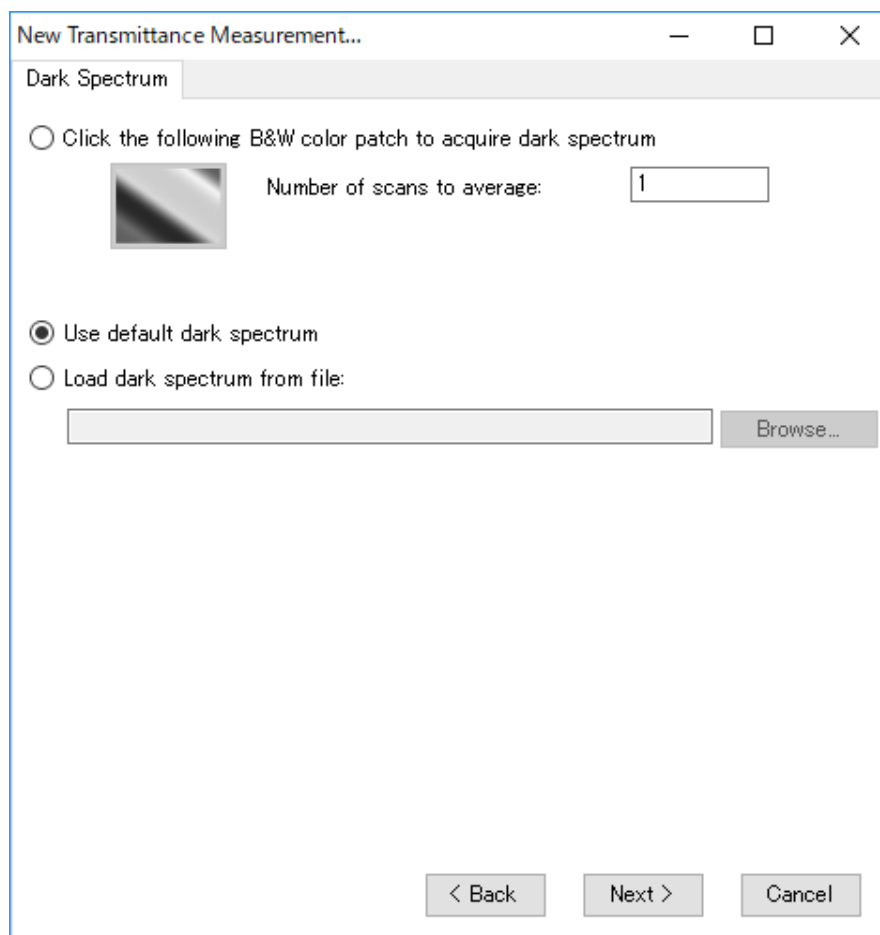 New Transmittance Measurement...
Dark Spectrum
Click the following B&W color patch to acquire dark spectrum
Number of scans to average: 1
Use default dark spectrum
Load dark spectrum from file:
Browse...
< Back Next > Cancel